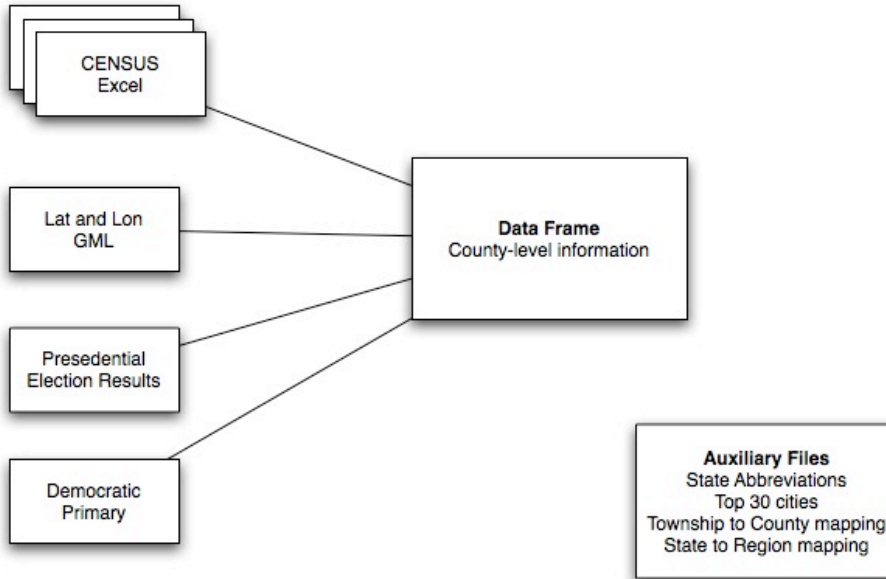 CENSUS
Excel
Lat and Lon
GML
Presedential
Election Results
Democratic
Primary
Data Frame
County-level information
Auxiliary Files
State Abbreviations
Top 30 cities
Township to County mapping
State to Region mapping